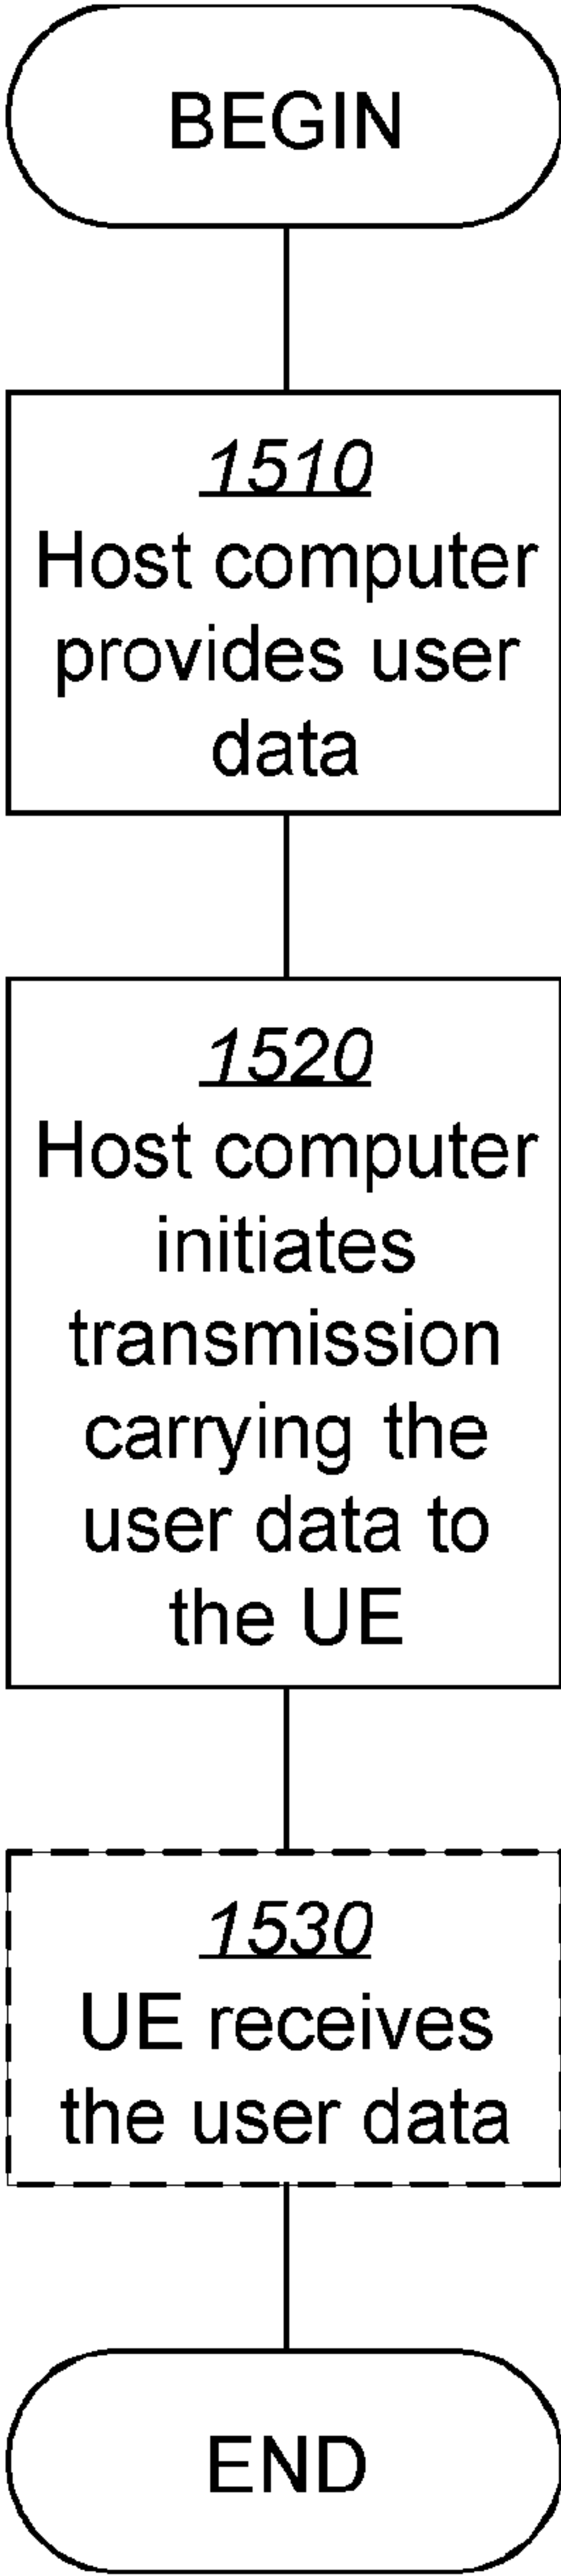 BEGIN
1510
Host computer
provides user
data
1520
Host computer
initiates
transmission
carrying the
user data to
the UE
1530
UE receives
the user data
END